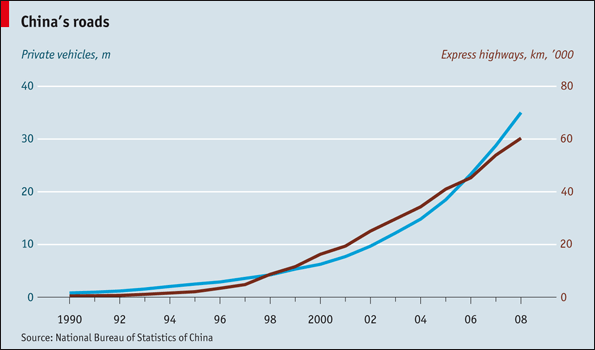 China's roads
Private vehicles, m
Express highways, km, '000
40 80
30 60
20 40
10 20
0 0
1990 92 94 96 98 2000 02 04 06 08
Source: National Bureau of Statistics of China